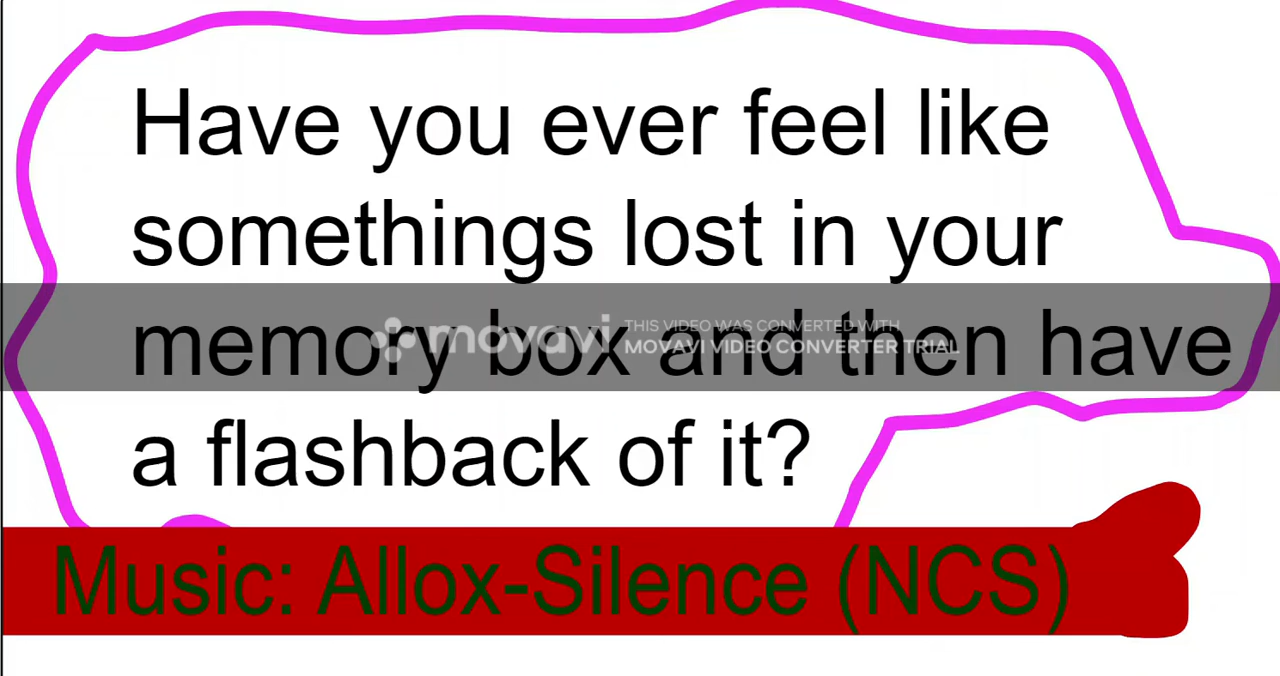 Have you ever feel like
somethings lost in your
memory box and then have
movavi
THIS VIDEO WAS CONVERTED WITH
MOVAVI VIDEO CONVERTER TRIAL
a flashback of it?
Music: Allox-Silence (NCS)